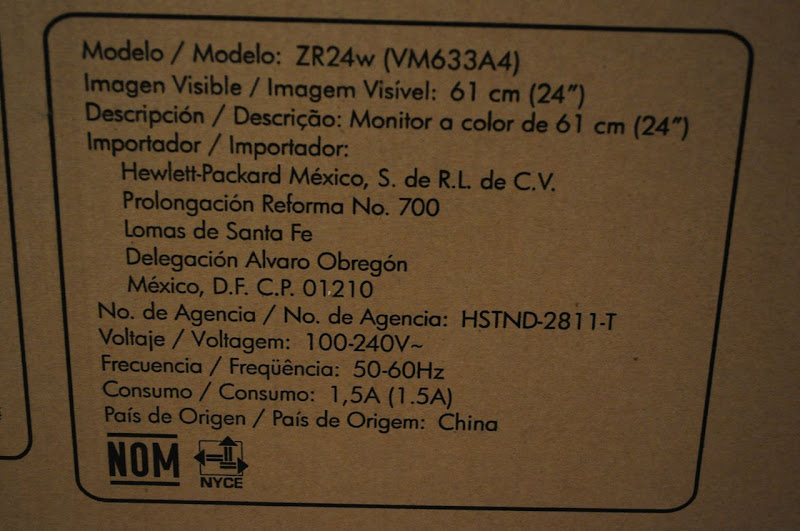 Modelo / Modelo: ZR24w (VM633A4)
Imagen Visible / Imagem Visível: 61 cm (24")
Descripción / Descrição: Monitor a color de 61 cm (24")
Importador / Importador:
Hewlett-Packard México, S. de R.L. de C.V.
Prolongación Reforma No. 700
Lomas de Santa Fe
Delegación Alvaro Obregón
México, D.F. C.P. 01210
No. de Agencia / No. de Agencia: HSTND-2811-T
Voltaje / Voltagem: 100-240V~
Frecuencia / Freqüência: 50-60Hz
Consumo / Consumo: 1,5A (1.5A)
País de Origen / País de Origem: China
NOM
NYCE